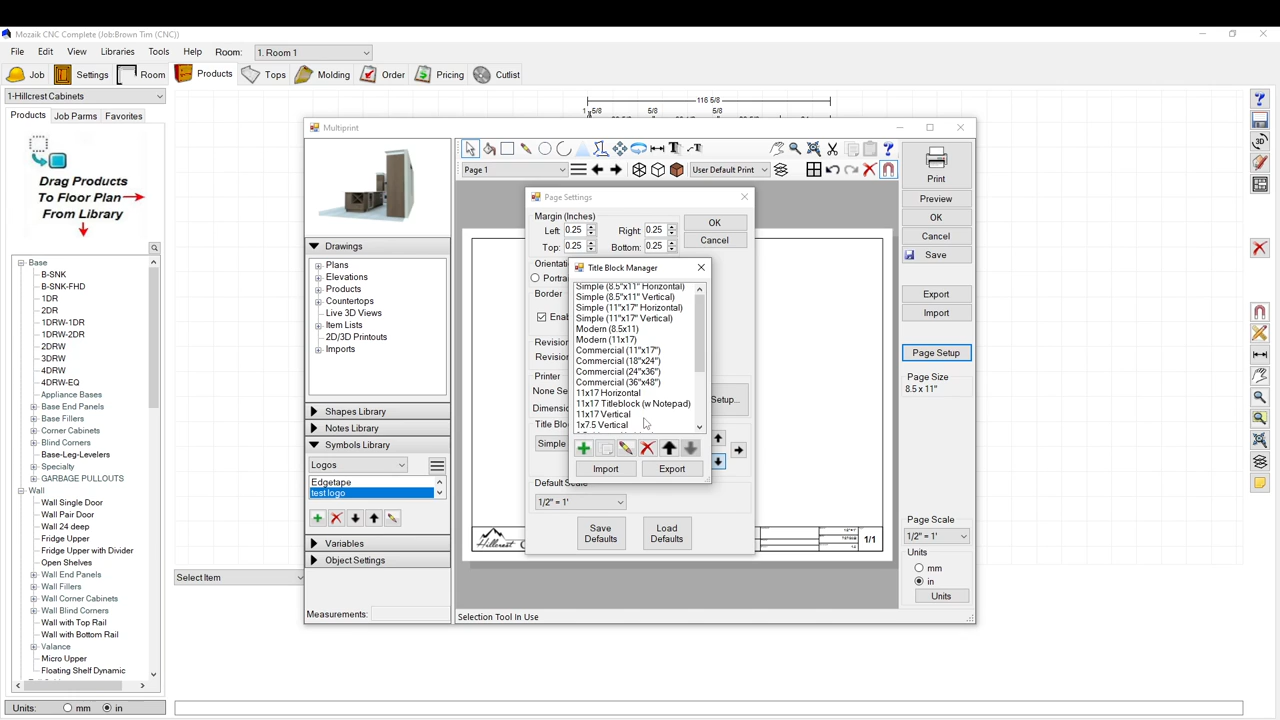 Mozaik CNC Complete (Job:Brown Tim (CNC))
File Edit View Libraries Tools Help Room: 1. Room 1
Job Settings Room Products Tops Molding Order Pricing Cutlist
1-Hillcrest Cabinets
Products Job Parms Favorites
Drag Products
To Floor Plan
From Library
Base
B-SNK
B-SNK-FHD
1DR
2DR
1DRW-1DR
1DRW-2DR
2DRW
3DRW
4DRW
4DRW-EQ
Appliance Bases
Base End Panels
Base Fillers
Corner Cabinets
Blind Corners
Base-Leg-Levelers
Specialty
GARBAGE PULLOUTS
Wall
Wall Single Door
Wall Pair Door
Wall 24 deep
Fridge Upper
Fridge Upper with Divider
Open Shelves
Wall End Panels
Wall Fillers
Wall Corner Cabinets
Wall Blind Corners
Wall with Top Rail
Wall with Bottom Rail
Valance
Micro Upper
Floating Shelf Dynamic
Units: mm in
Select Item
116 5/8
5/8 5/8 5/8
Multiprint
Drawings
Plans
Elevations
Products
Countertops
Live 3D Views
Item Lists
2D/3D Printouts
Imports
Shapes Library
Symbols Library
Logos
Edgetape
test logo
Notes Library
Variables
Object Settings
Measurements:
Page 1 User Default Print
Page Settings
Margin (Inches)
Left: 0.25 Right: 0.25
Top: 0.25 Bottom: 0.25
OK
Cancel
Border
None Se
Setup...
Simple
Default Scale
1/2" = 1'
Save
Defaults
Load
Defaults
Title Block Manager
Simple (8.5"x11" Horizontal)
Simple (8.5"x11" Vertical)
Simple (11"x17" Horizontal)
Simple (11"x17" Vertical)
Modern (8.5x11)
Modern (11x17)
Commercial (11"x17")
Commercial (18"x24")
Commercial (24"x36")
Commercial (36"x48")
11x17 Horizontal
11x17 Titleblock (w Notepad)
11x17 Vertical
1x7.5 Vertical
Import Export
Hillcrest
1/1
Selection Tool In Use
Print
Preview
OK
Cancel
Save
Export
Import
Page Setup
Page Size
8.5 x 11"
Page Scale
1/2" = 1'
Units
mm
in
Units